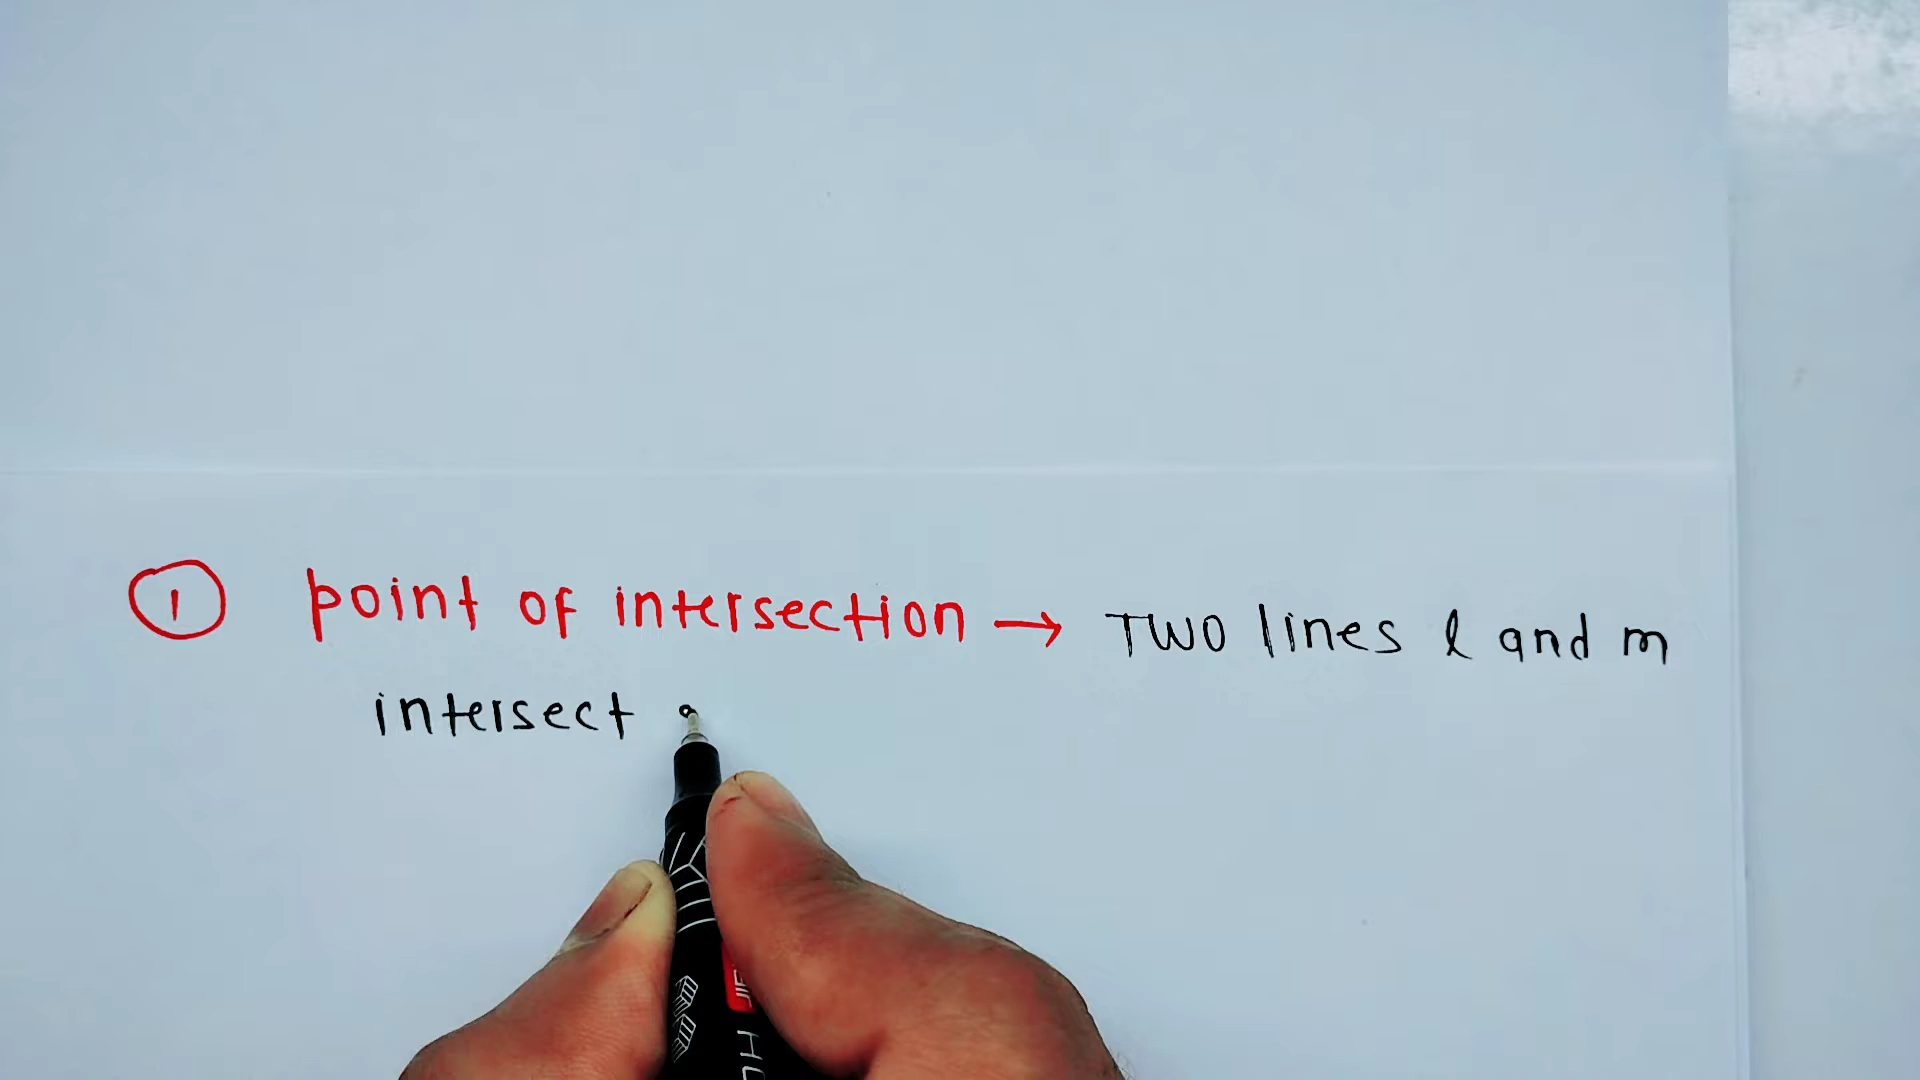 ① point of intersection → Two lines l and m
intersect